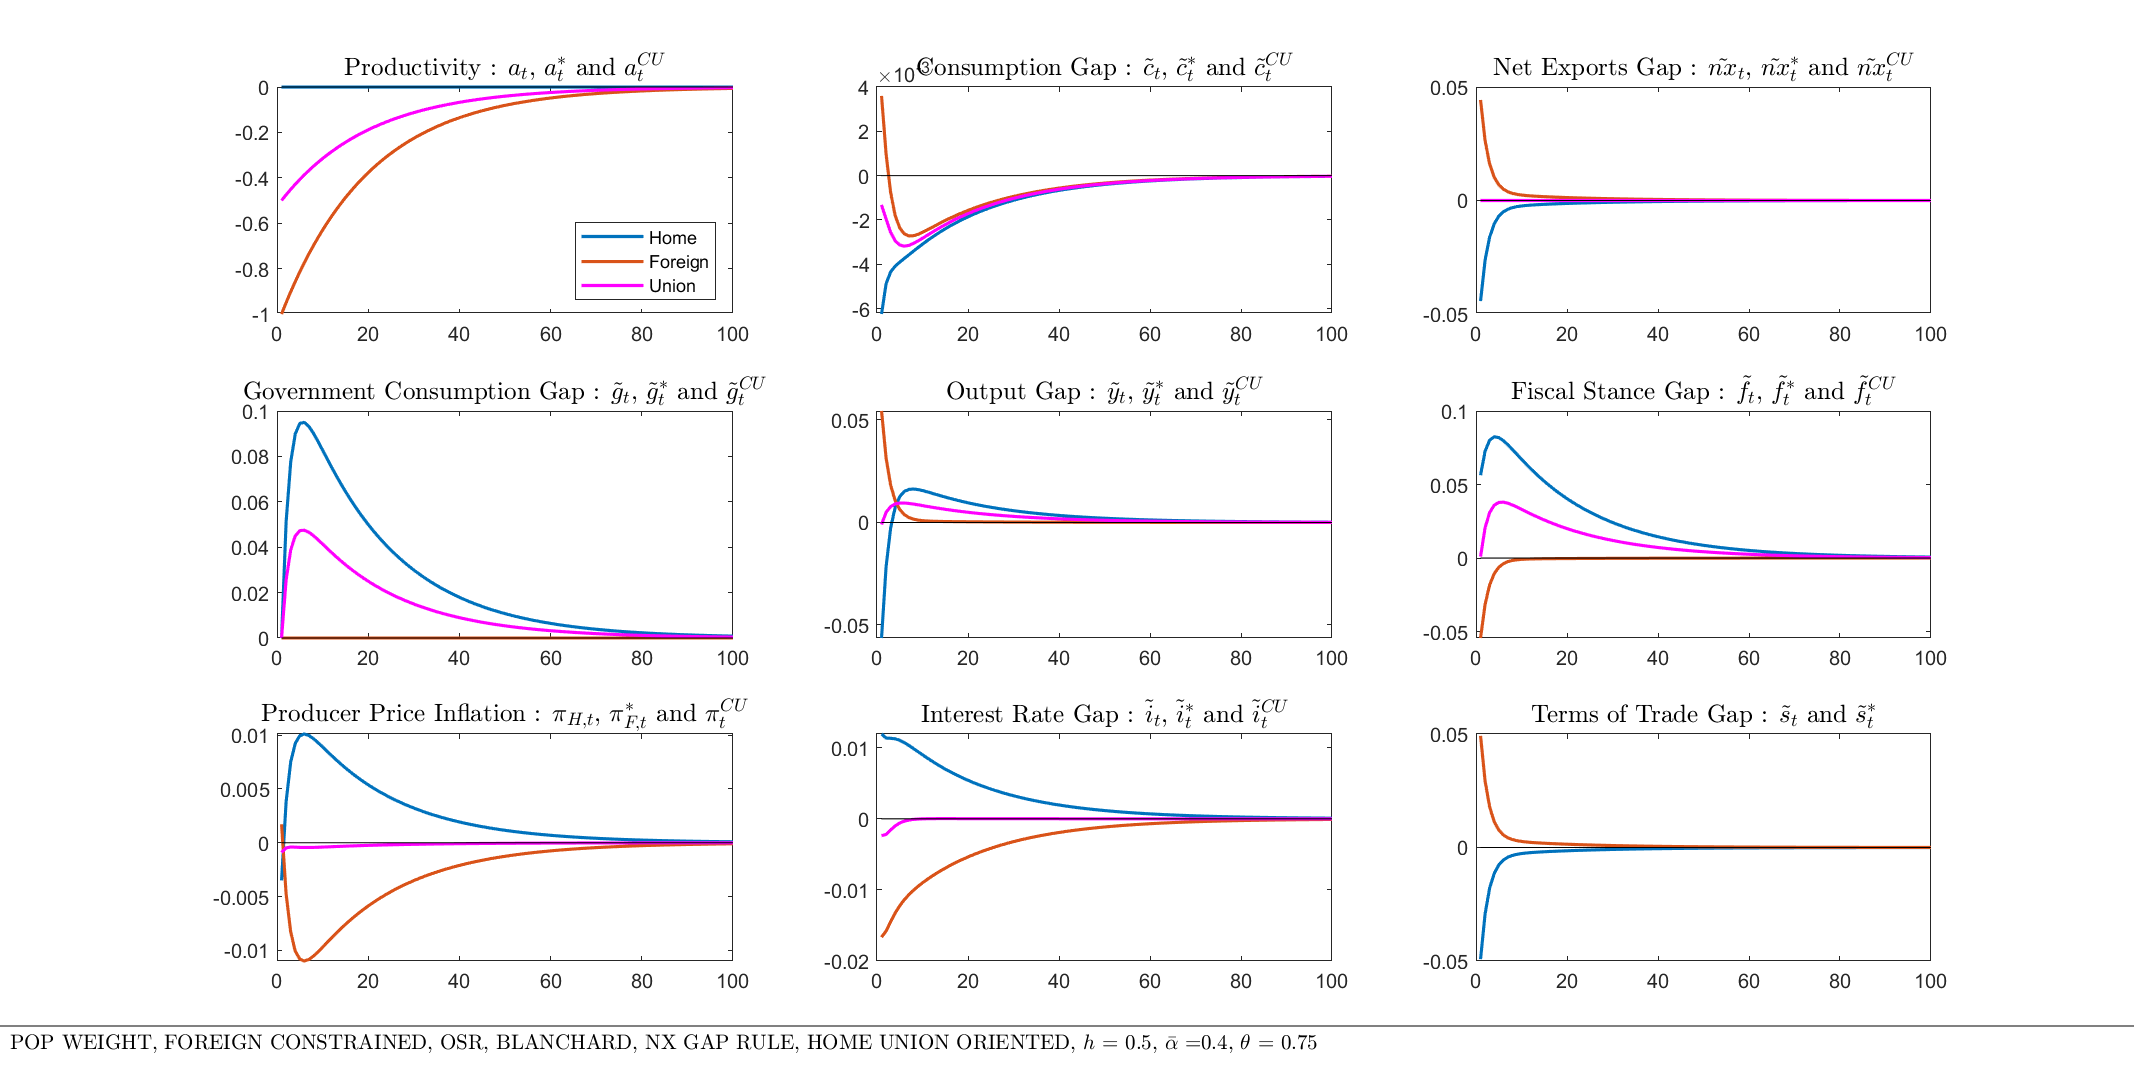 Productivity : a_t, a_t^* and a_t^{CU}
0
-0.2
-0.4
-0.6
-0.8
-1
0 20 40 60 80 100
Home
Foreign
Union
×10
Consumption Gap : c̃_t, c̃_t^* and c̃_t^{CU}
4
2
0
-2
-4
-6
0 20 40 60 80 100
Net Exports Gap : ñx_t, ñx_t^* and ñx_t^{CU}
0.05
0
-0.05
0 20 40 60 80 100
Government Consumption Gap : g̃_t, g̃_t^* and g̃_t^{CU}
0.1
0.08
0.06
0.04
0.02
0
0 20 40 60 80 100
Output Gap : ỹ_t, ỹ_t^* and ỹ_t^{CU}
0.05
0
-0.05
0 20 40 60 80 100
Fiscal Stance Gap : f̃_t, f̃_t^* and f̃_t^{CU}
0.1
0.05
0
-0.05
0 20 40 60 80 100
Producer Price Inflation : π_{H,t}, π_{F,t}^* and π_t^{CU}
0.01
0.005
0
-0.005
-0.01
0 20 40 60 80 100
Interest Rate Gap : ĩ_t, ĩ_t^* and ĩ_t^{CU}
0.01
0
-0.01
-0.02
0 20 40 60 80 100
Terms of Trade Gap : s̃_t and s̃_t^*
0.05
0
-0.05
0 20 40 60 80 100
POP WEIGHT, FOREIGN CONSTRAINED, OSR, BLANCHARD, NX GAP RULE, HOME UNION ORIENTED, h = 0.5, ᾱ =0.4, θ = 0.75